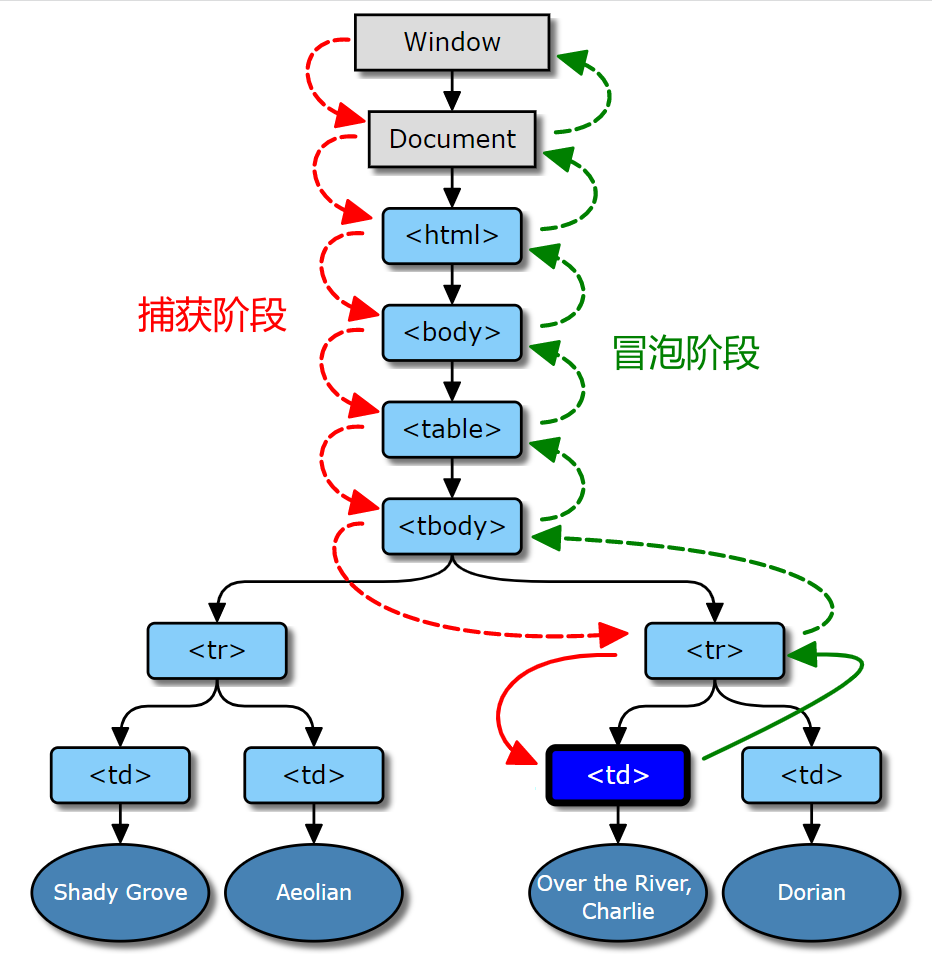 Window
Document
<html>
捕获阶段
<body>
冒泡阶段
<table>
<tbody>
<tr>
<tr>
<td>
<td>
<td>
<td>
Shady Grove
Aeolian
Over the River,
Charlie
Dorian